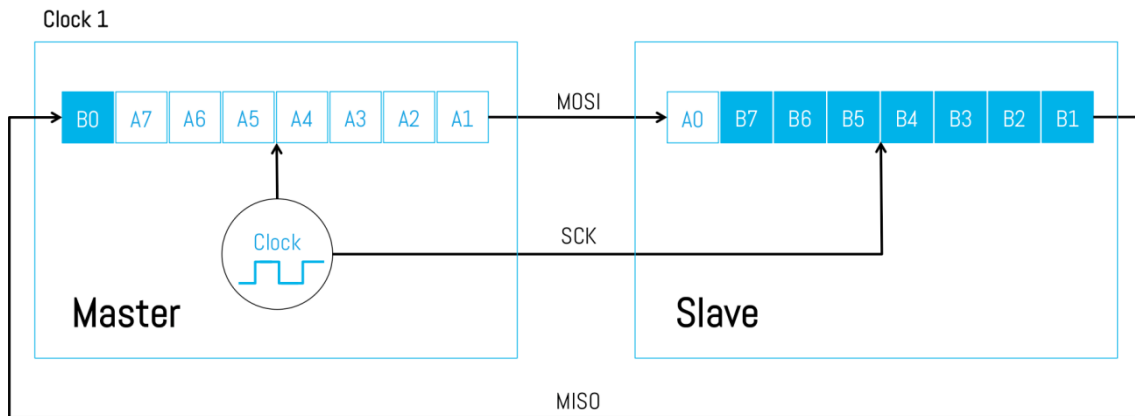 Clock 1
B0 A7 A6 A5 A4 A3 A2 A1
MOSI
A0 B7 B6 B5 B4 B3 B2 B1
Clock
SCK
Master
Slave
MISO